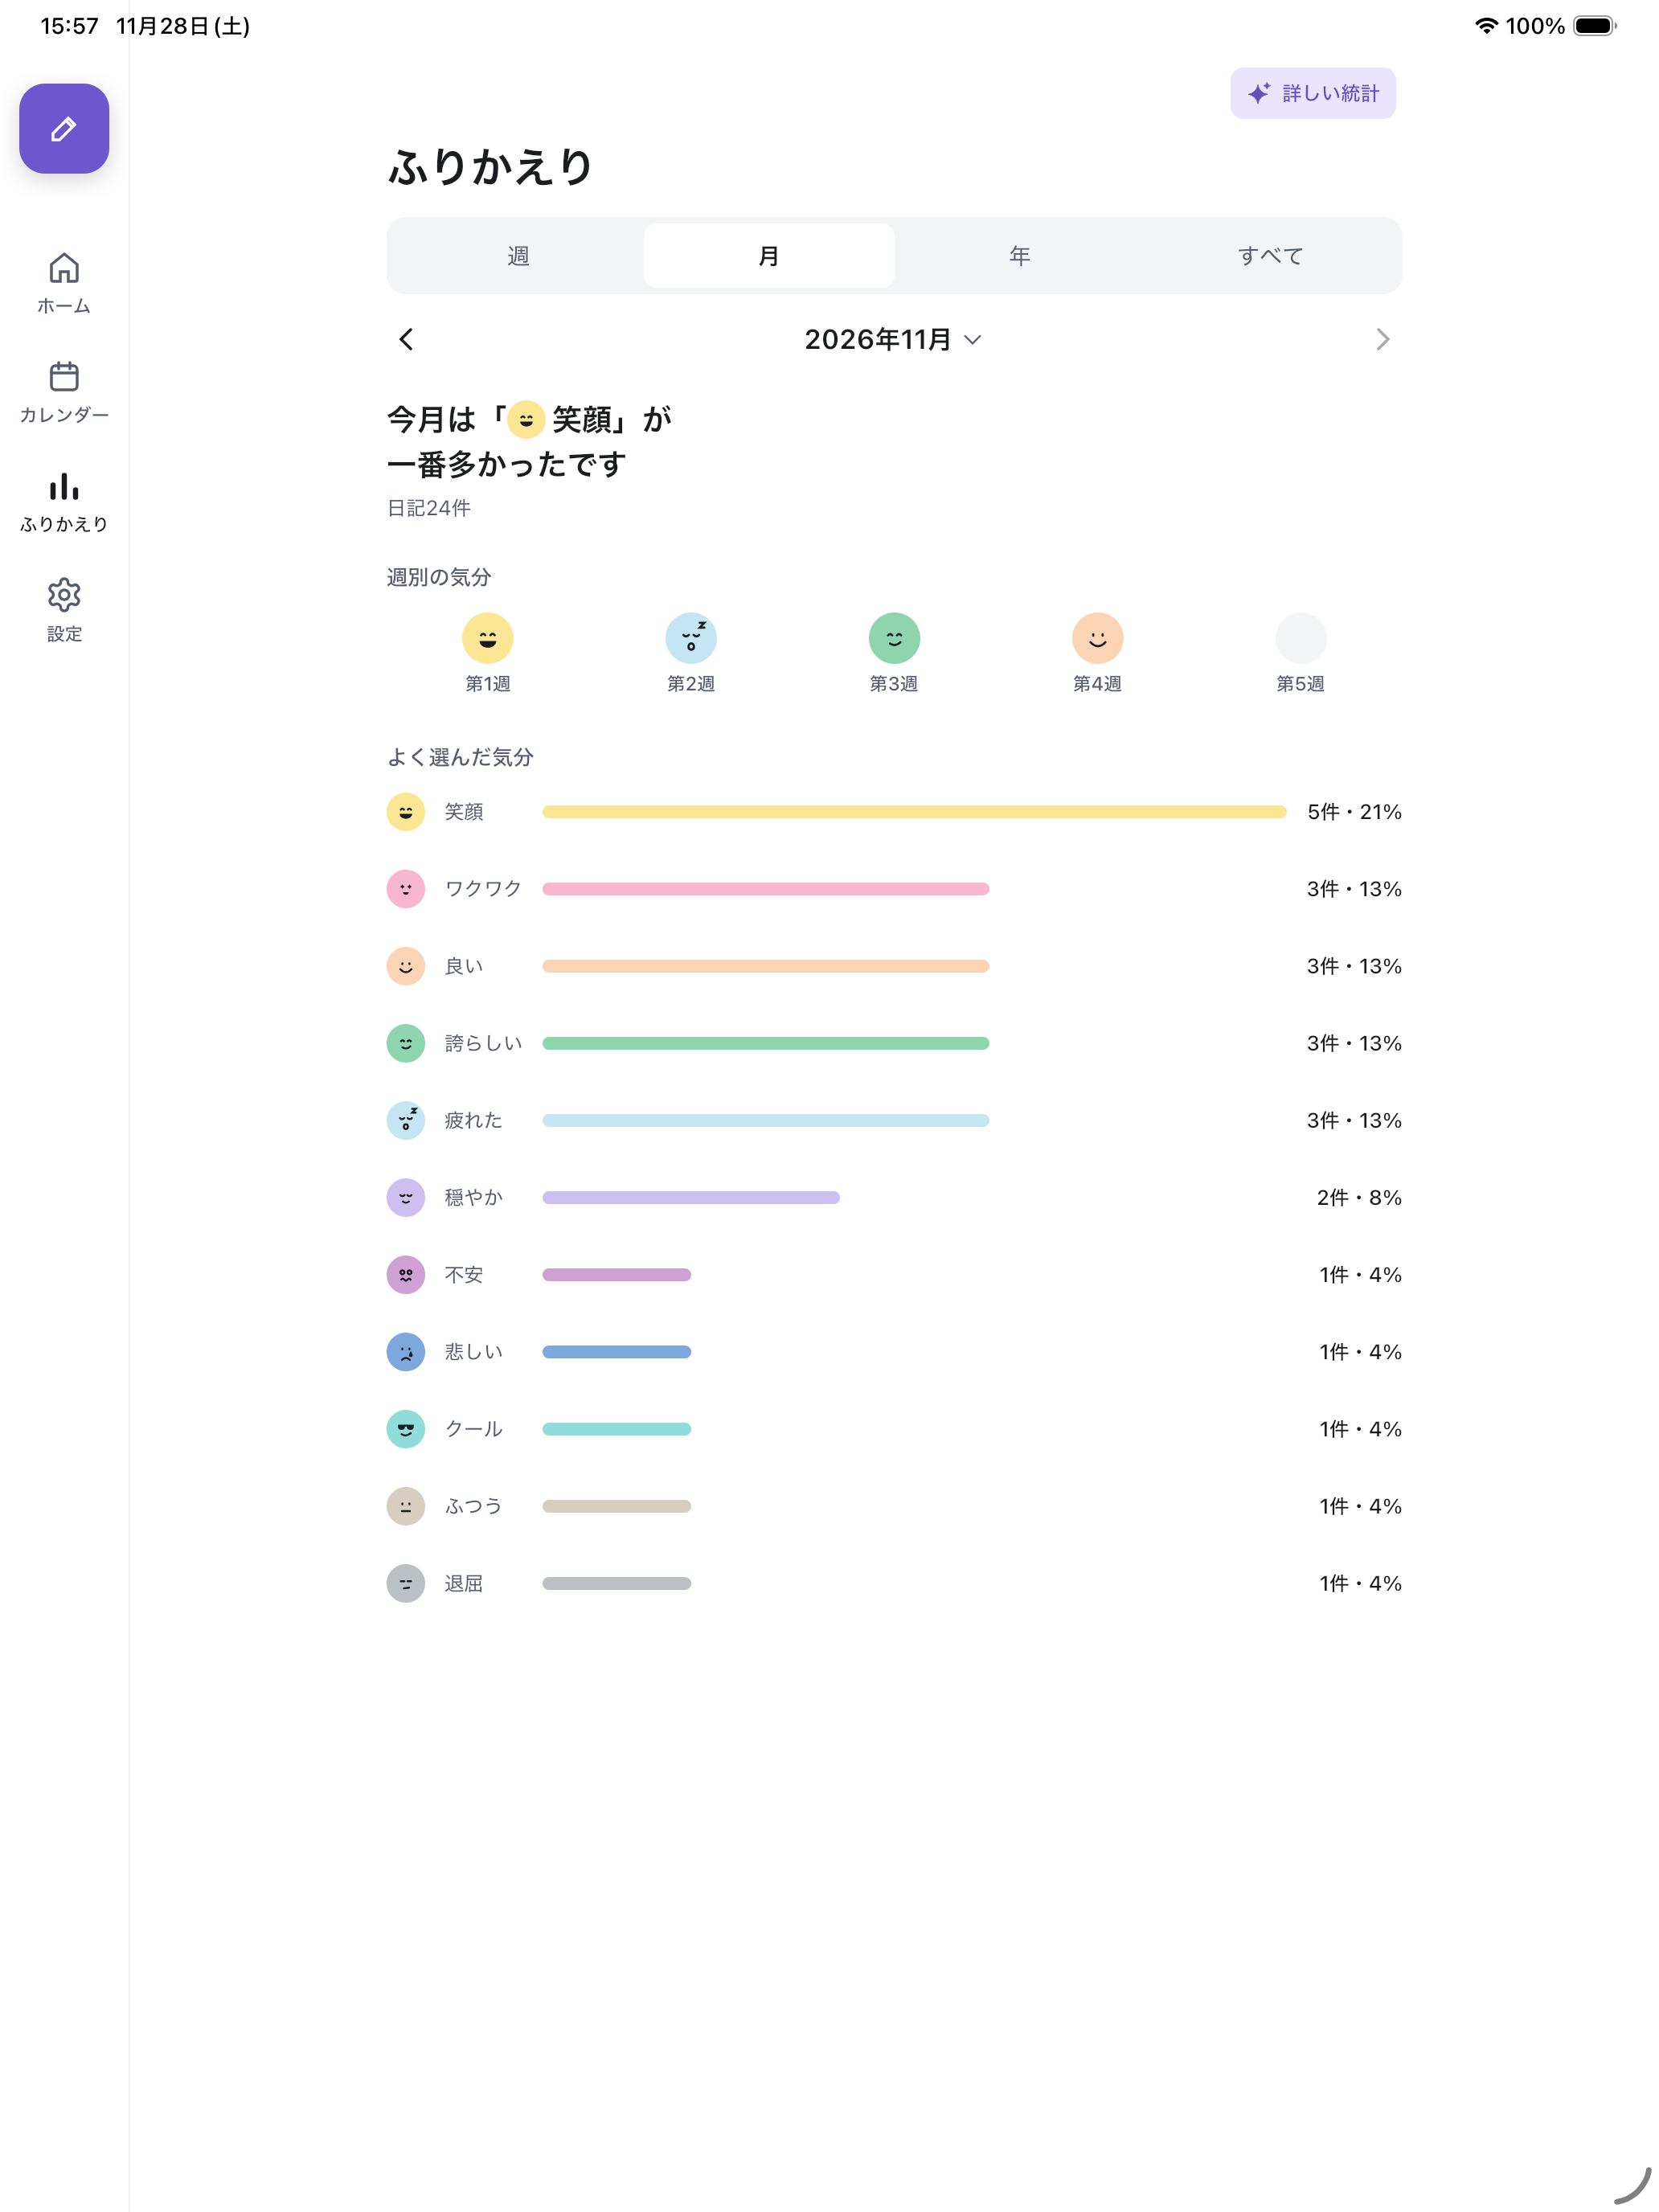 15:57 11月28日(土)
100%
詳しい統計
ホーム
カレンダー
ふりかえり
設定
ふりかえり
週 月 年 すべて
2026年11月
今月は「笑顔」が
一番多かったです
日記24件
週別の気分
第1週 第2週 第3週 第4週 第5週
よく選んだ気分
笑顔 5件・21%
ワクワク 3件・13%
良い 3件・13%
誇らしい 3件・13%
疲れた 3件・13%
穏やか 2件・8%
不安 1件・4%
悲しい 1件・4%
クール 1件・4%
ふつう 1件・4%
退屈 1件・4%